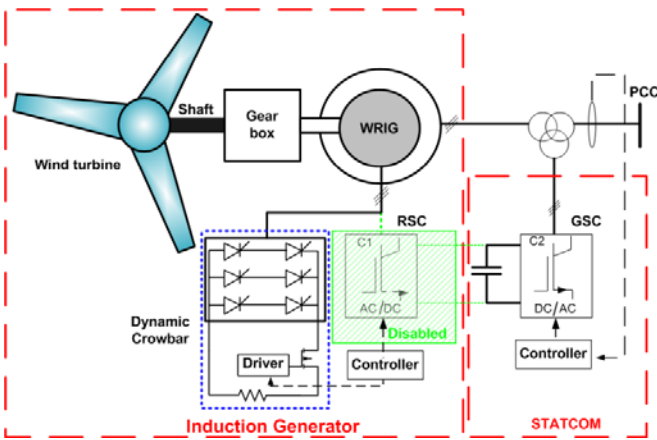 PCC
Shaft
Gear
box
WRIG
Wind turbine
RSC
GSC
C1
C2
AC/DC
DC/AC
Dynamic
Crowbar
Disabled
Driver
Controller
Controller
Induction Generator
STATCOM